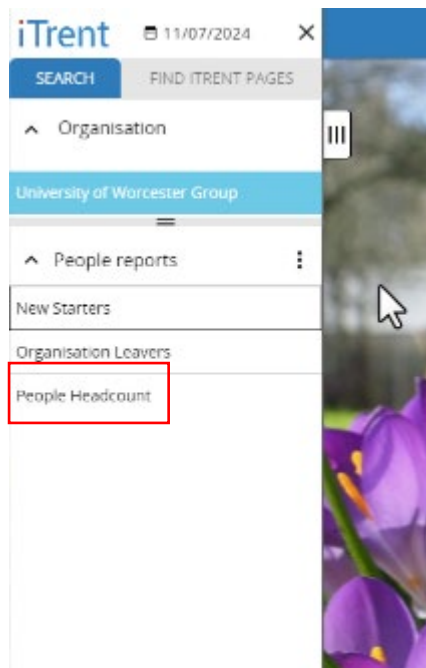 iTrent 11/07/2024
SEARCH FIND ITRENT PAGES
Organisation
University of Worcester Group
People reports
New Starters
Organisation Leavers
People Headcount